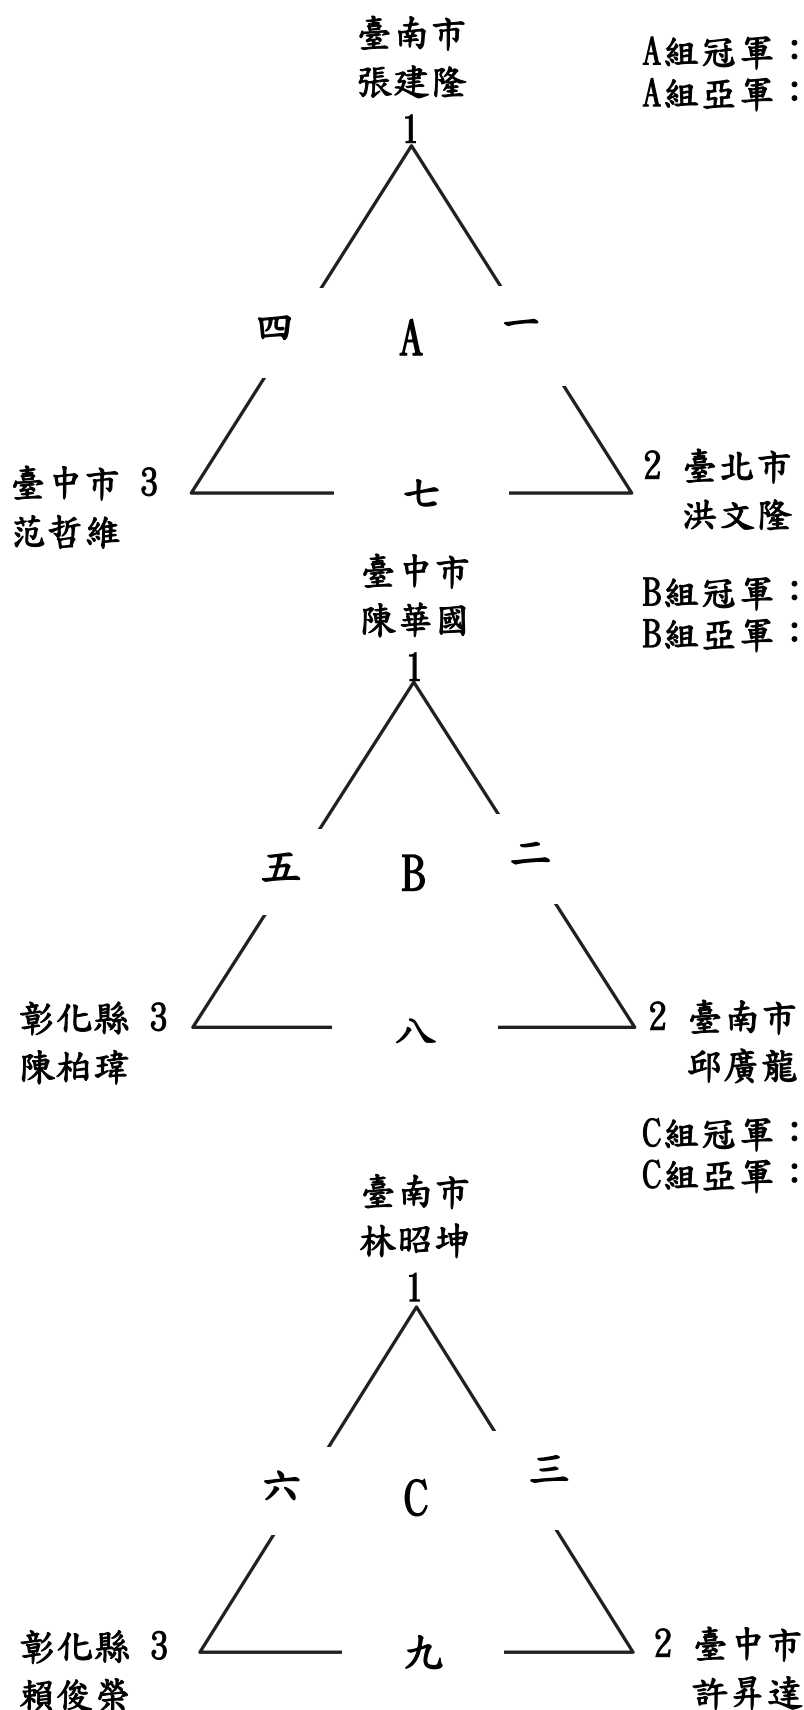 臺南市
張建隆
1
A組冠軍：
A組亞軍：
四 A 一
臺中市 3
范哲維
七
2 臺北市
洪文隆
臺中市
陳華國
1
B組冠軍：
B組亞軍：
五 B 二
彰化縣 3
陳柏瑋
八
2 臺南市
邱廣龍
C組冠軍：
C組亞軍：
臺南市
林昭坤
1
六 C 三
彰化縣 3
賴俊榮
九
2 臺中市
許昇達